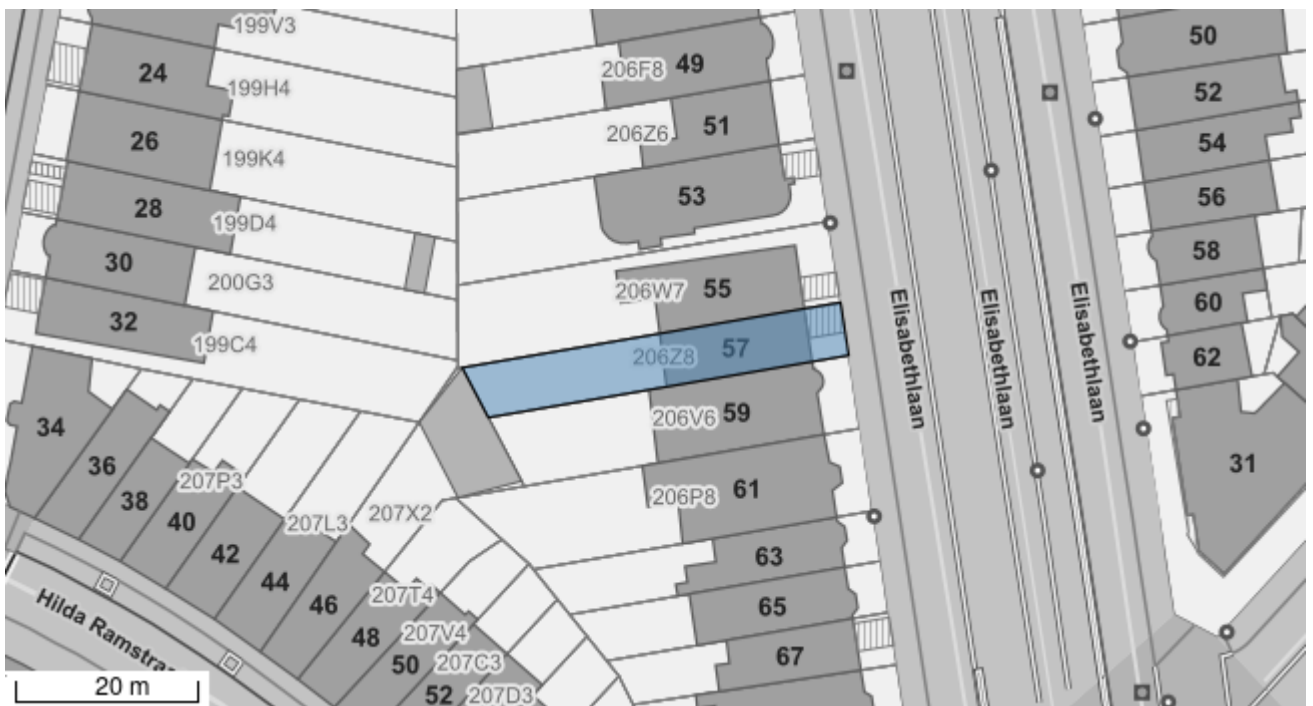 199V3
24
199H4
26
199K4
28
199D4
30
200G3
32
199C4
206F8
49
51
206Z6
53
206W7
55
206Z8
57
59
206V6
61
206P8
63
65
67
Elisabethlaan
Elisabethlaan
Elisabethlaan
50
52
54
56
58
60
62
31
34
36
38
207P3
40
42
207L3
44
207X2
46
207T4
48
207V4
50
207C3
52
207D3
Hilda Ramstraat
20 m